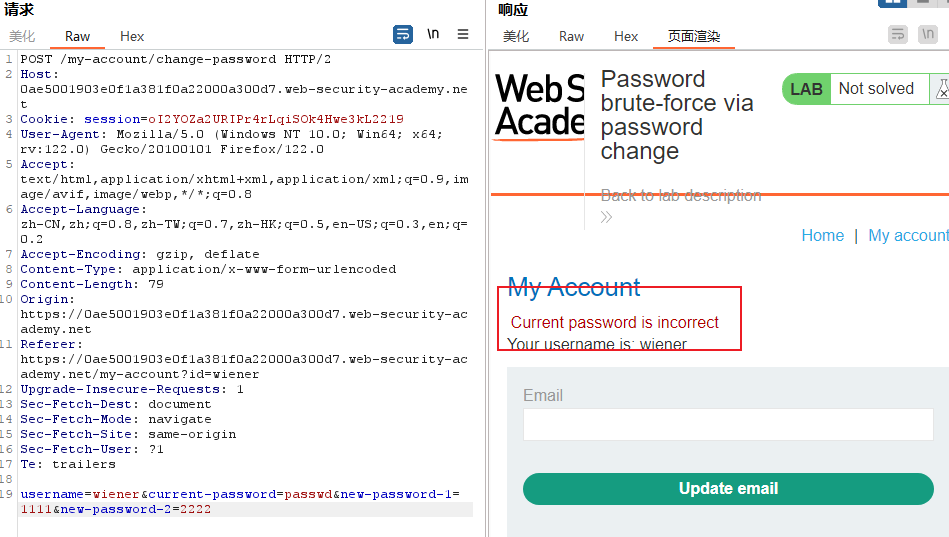 请求
美化 Raw Hex \n
1 POST /my-account/change-password HTTP/2
2 Host:
0ae5001903e0f1a381f0a22000a300d7.web-security-academy.ne
t
3 Cookie: session=oI2YOZa2URIPr4rLqiSOk4Hwe3kL2219
4 User-Agent: Mozilla/5.0 (Windows NT 10.0; Win64; x64;
rv:122.0) Gecko/20100101 Firefox/122.0
5 Accept:
text/html,application/xhtml+xml,application/xml;q=0.9,im
age/avif,image/webp,*/*;q=0.8
6 Accept-Language:
zh-CN,zh;q=0.8,zh-TW;q=0.7,zh-HK;q=0.5,en-US;q=0.3,en;q=
0.2
7 Accept-Encoding: gzip, deflate
8 Content-Type: application/x-www-form-urlencoded
9 Content-Length: 79
10 Origin:
https://0ae5001903e0f1a381f0a22000a300d7.web-security-ac
ademy.net
11 Referer:
https://0ae5001903e0f1a381f0a22000a300d7.web-security-ac
ademy.net/my-account?id=wiener
12 Upgrade-Insecure-Requests: 1
13 Sec-Fetch-Dest: document
14 Sec-Fetch-Mode: navigate
15 Sec-Fetch-Site: same-origin
16 Sec-Fetch-User: ?1
17 Te: trailers
18
19 username=wiener&current-password=passwd&new-password-1=
1111&new-password-2=2222
响应
美化 Raw Hex 页面渲染 \n
Web S
Acade
Password
brute-force via
password
change
LAB Not solved
Back to lab description
Home | My account
My Account
Current password is incorrect
Your username is: wiener
Email
Update email